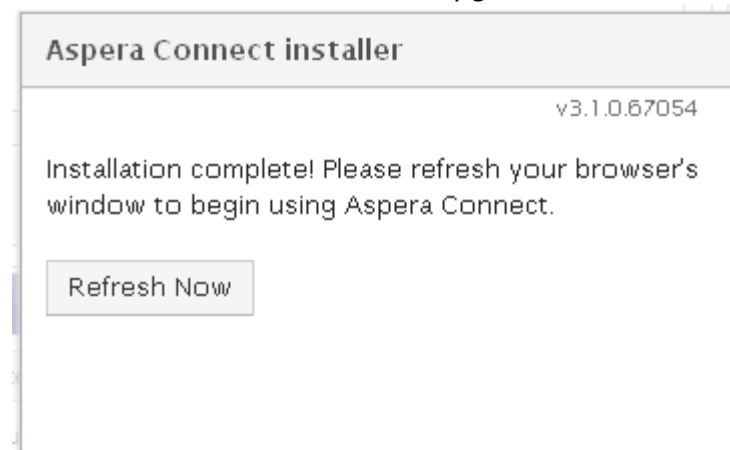 Aspera Connect installer
v3.1.0.67054
Installation complete! Please refresh your browser's
window to begin using Aspera Connect.
Refresh Now